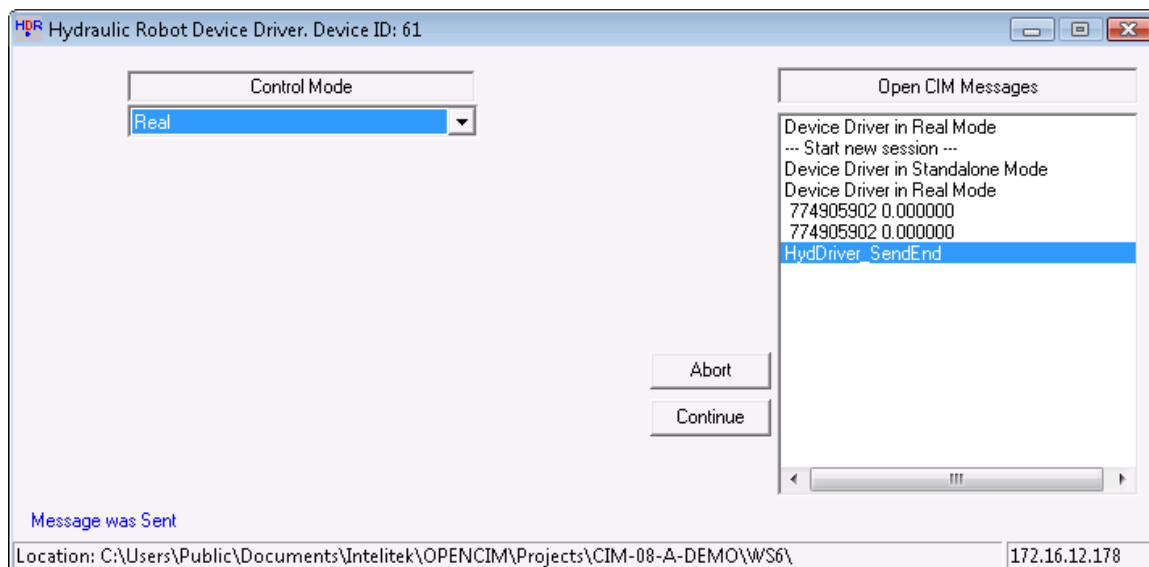 HDR Hydraulic Robot Device Driver. Device ID: 61
Control Mode
Real
Open CIM Messages
Device Driver in Real Mode
--- Start new session ---
Device Driver in Standalone Mode
Device Driver in Real Mode
774905902 0.000000
774905902 0.000000
HydDriver_SendEnd
Abort
Continue
Message was Sent
Location: C:\Users\Public\Documents\Intelitek\OPENCIM\Projects\CIM-08-A-DEMO\WS6\
172.16.12.178